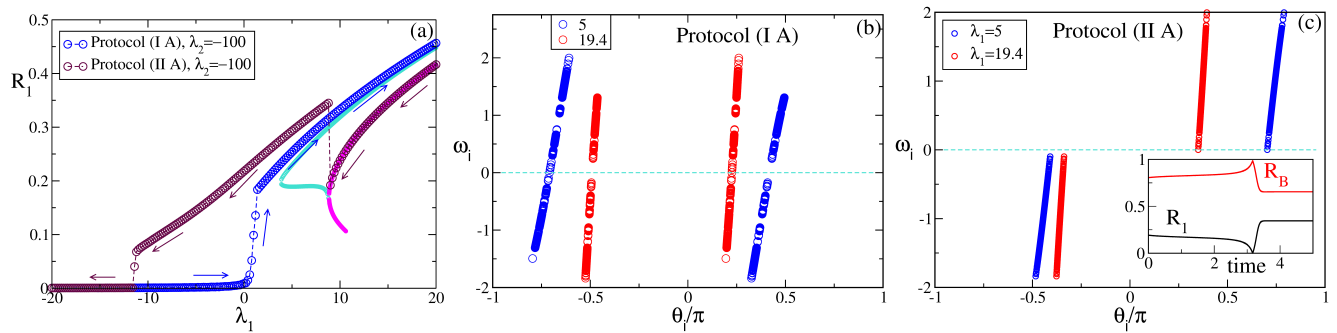 (a)
Protocol (I A), λ₂=−100
Protocol (II A), λ₂=−100
R₁
0.5
0.4
0.3
0.2
0.1
0
-20
-10
0
10
20
λ₁
(b)
Protocol (I A)
5
19.4
ωᵢ
2
1
0
-1
-2
-1
-0.5
0
0.5
1
θᵢ/π
(c)
Protocol (II A)
λ₁=5
λ₁=19.4
ωᵢ
2
1
0
-1
2
-1
-0.5
0
0.5
1
θᵢ/π
R_B
R₁
1
0.5
0
0
2
4
time